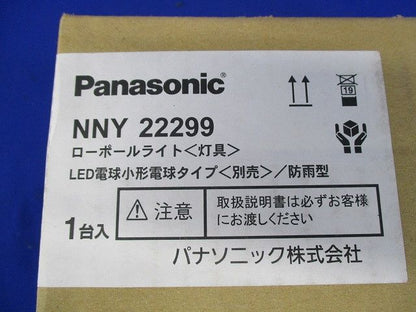 Panasonic®
NNY 22299
ローポールライト＜灯具＞
LED電球小形電球タイプ＜別売＞／防雨型
19
1台入
注意
取扱説明書は必ずお客様
にお渡しください
パナソニック株式会社